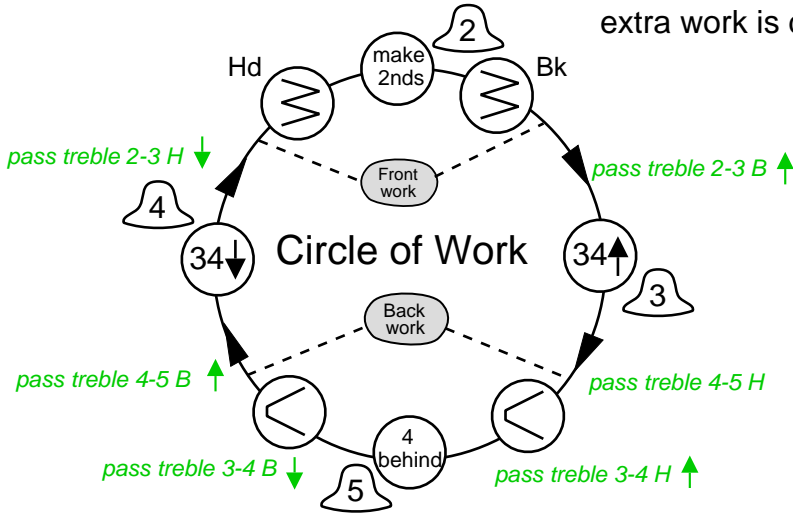 extra work is
2
make
2nds
Hd
Bk
pass treble 2-3 H
pass treble 2-3 B
Front
work
4
34
Circle of Work
34
3
Back
work
pass treble 4-5 B
pass treble 4-5 H
4
behind
pass treble 3-4 B
5
pass treble 3-4 H